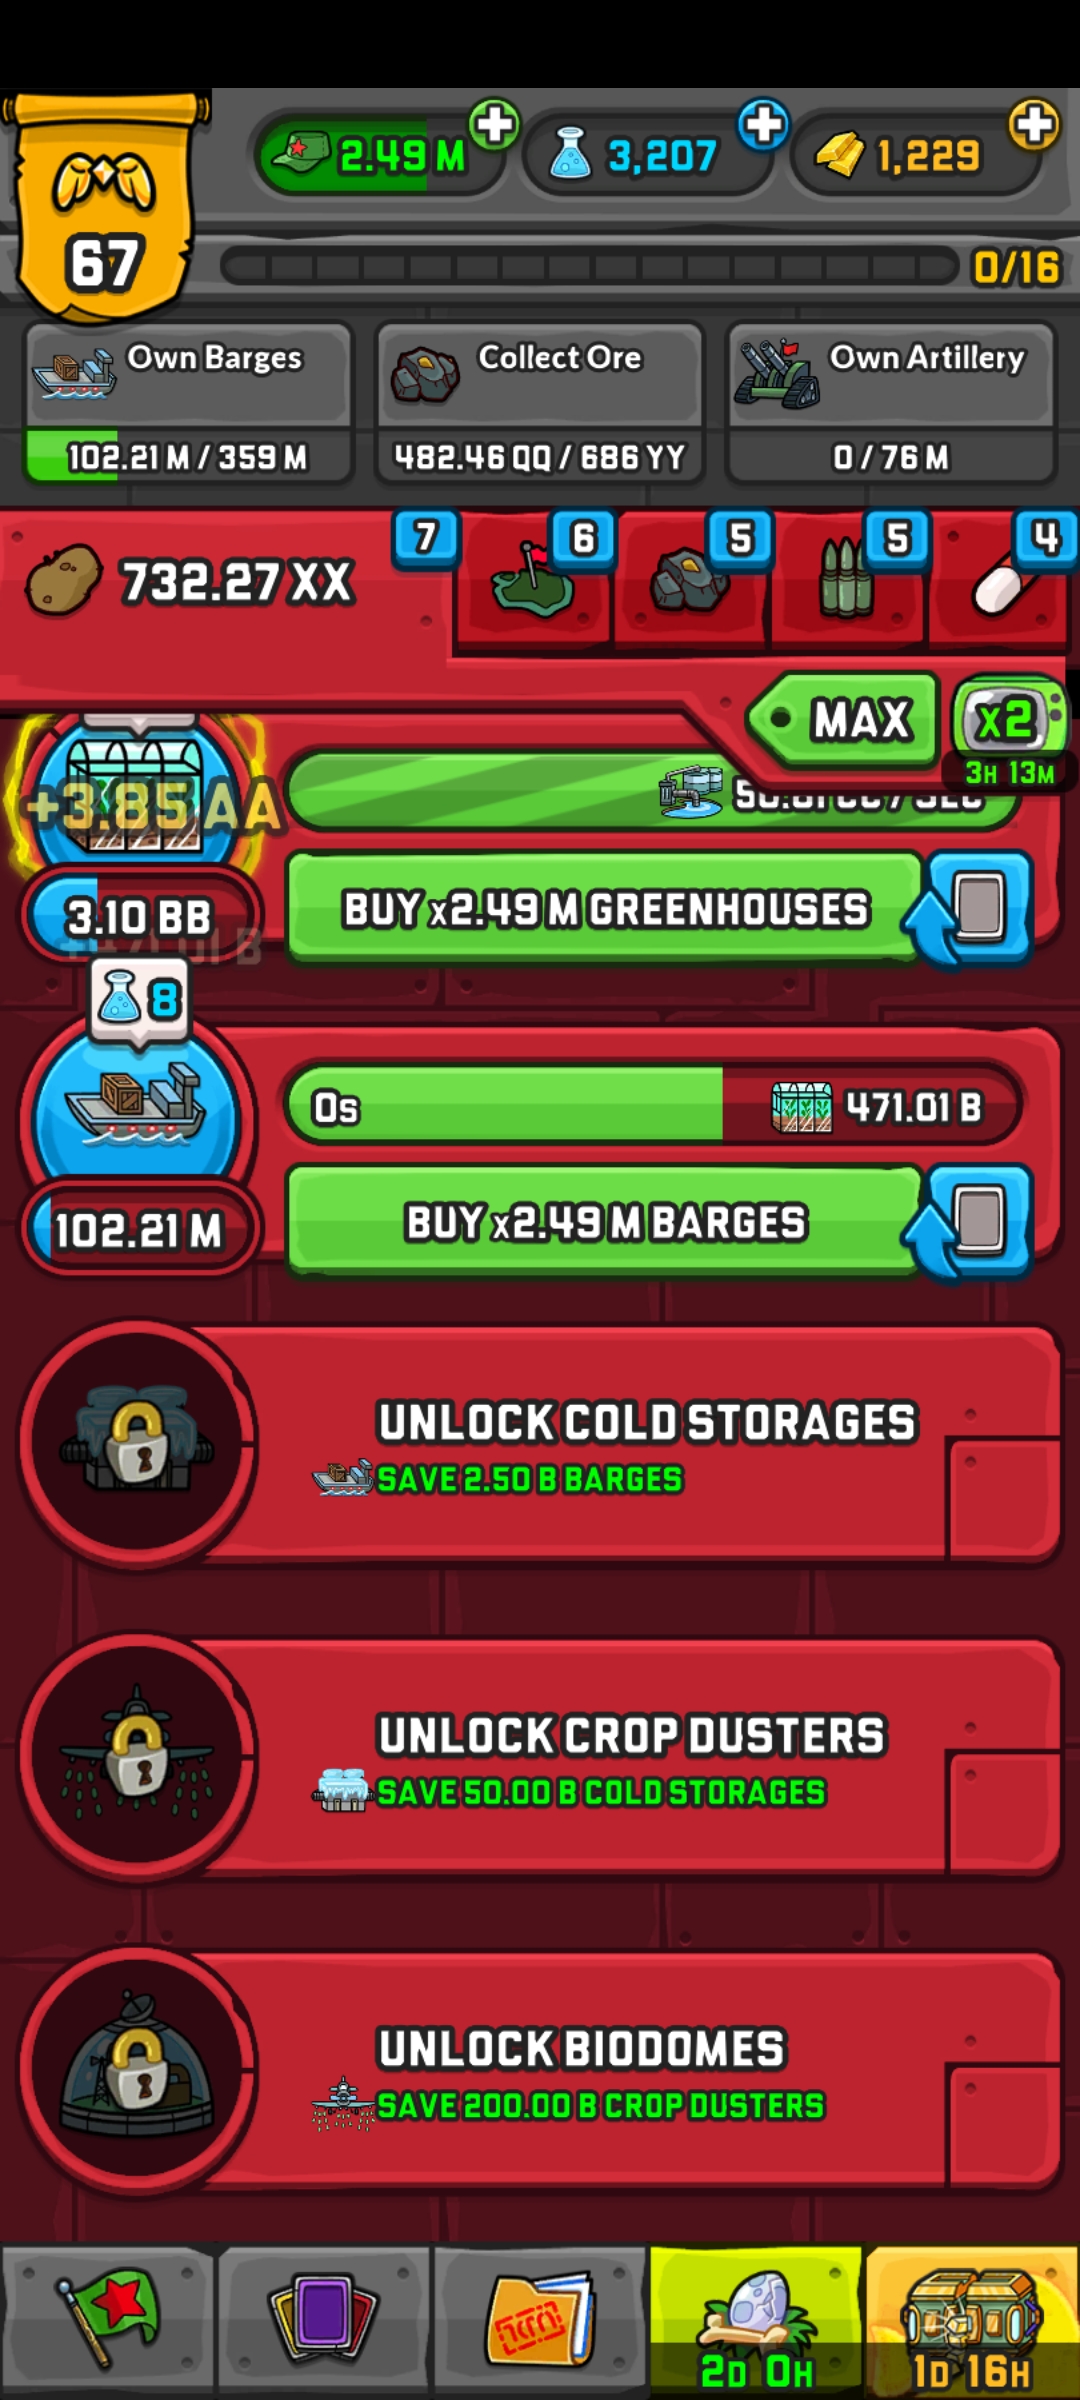 2.49 M
3,207
1,229
67
0/16
Own Barges
Collect Ore
Own Artillery
102.21 M / 359 M
482.46 QQ / 686 YY
0 / 76 M
732.27 XX
7
6
5
5
4
MAX
x2
3H 13M
+3.85 AA
3.10 BB
BUY x2.49 M GREENHOUSES
8
0s
471.01 B
102.21 M
BUY x2.49 M BARGES
UNLOCK COLD STORAGES
SAVE 2.50 B BARGES
UNLOCK CROP DUSTERS
SAVE 50.00 B COLD STORAGES
UNLOCK BIODOMES
SAVE 200.00 B CROP DUSTERS
2D 0H
1D 16H